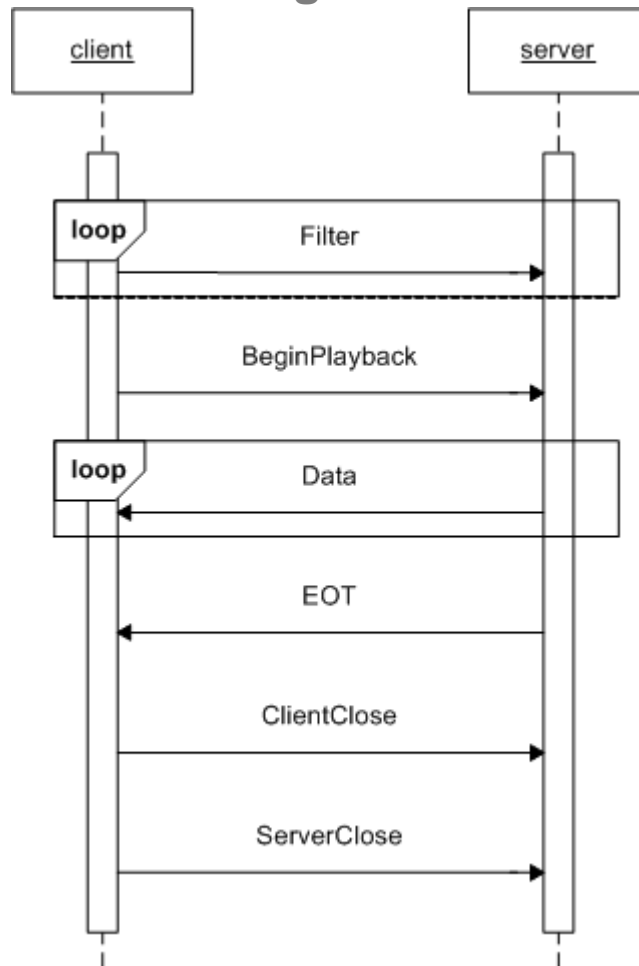 client
server
loop
Filter
BeginPlayback
loop
Data
EOT
ClientClose
ServerClose